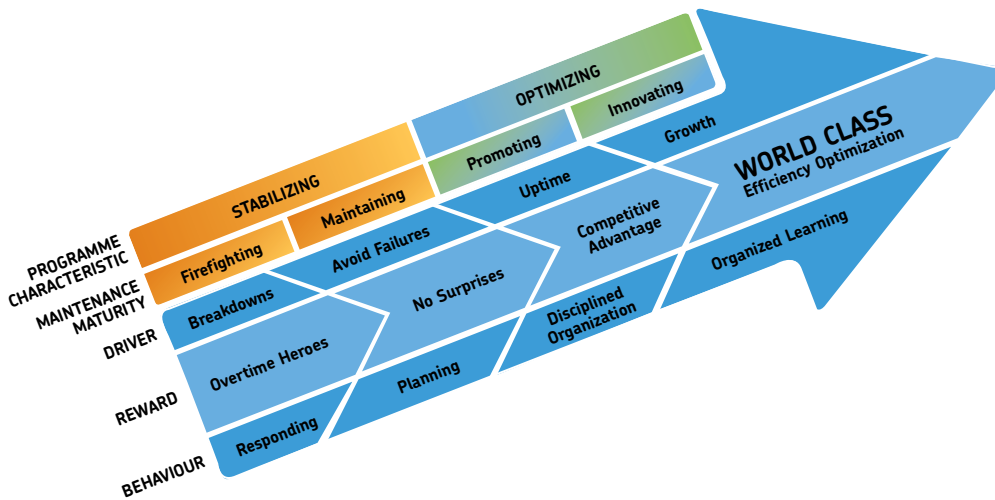 PROGRAMME
CHARACTERISTIC
STABILIZING
OPTIMIZING
MAINTENANCE
MATURITY
Firefighting
Maintaining
Promoting
Innovating
DRIVER
Breakdowns
Avoid Failures
Uptime
Growth
REWARD
Overtime Heroes
No Surprises
Competitive
Advantage
WORLD CLASS
Efficiency Optimization
BEHAVIOUR
Responding
Planning
Disciplined
Organization
Organized Learning